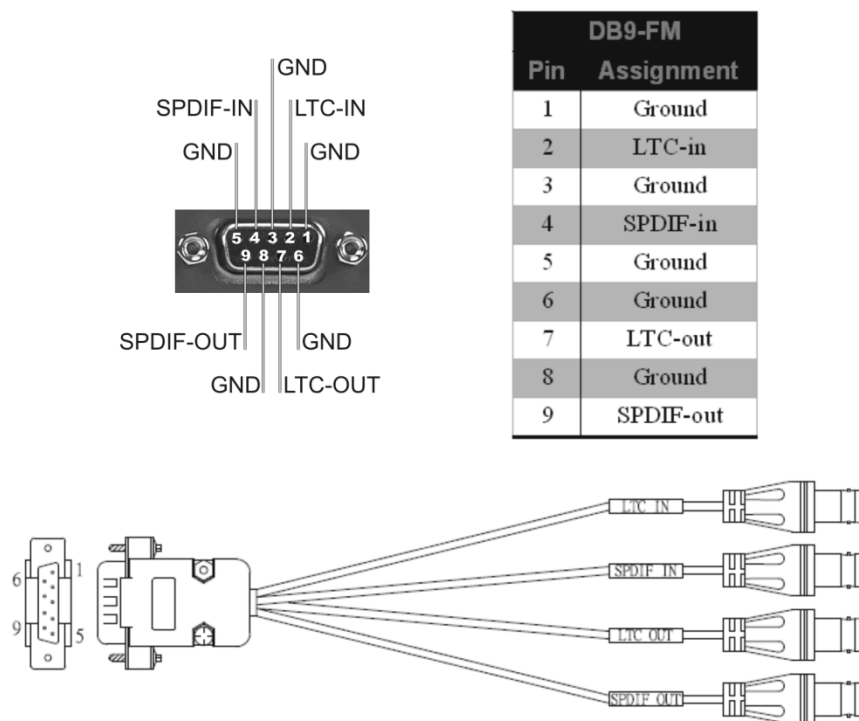 GND
SPDIF-IN LTC-IN
GND GND
5 4 3 2 1
9 8 7 6
SPDIF-OUT GND
GND LTC-OUT
DB9-FM
Pin Assignment
1 Ground
2 LTC-in
3 Ground
4 SPDIF-in
5 Ground
6 Ground
7 LTC-out
8 Ground
9 SPDIF-out
6 1
9 5
LTC IN
SPDIF IN
LTC OUT
SPDIF OUT